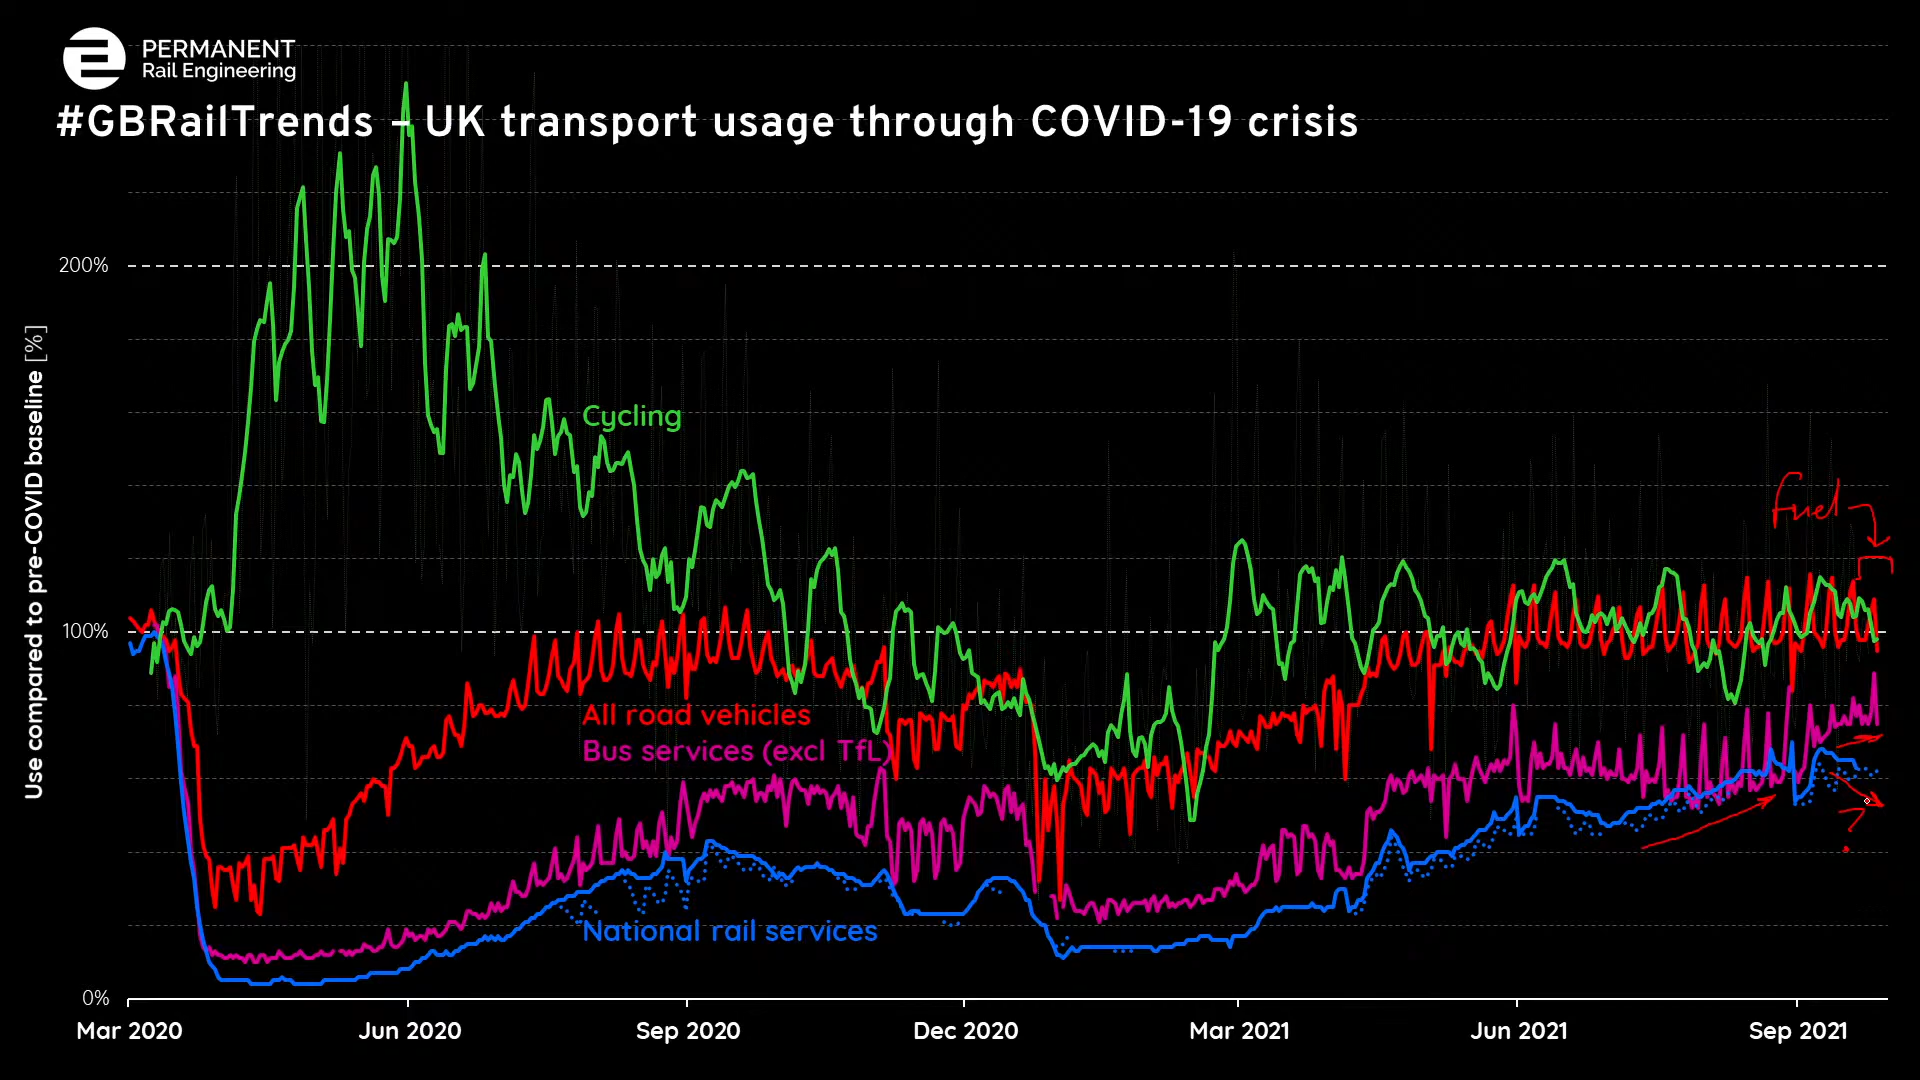 PERMANENT
Rail Engineering
#GBRailTrends – UK transport usage through COVID-19 crisis
Use compared to pre-COVID baseline [%]
200%
100%
0%
Cycling
All road vehicles
Bus services (excl TfL)
National rail services
fuel
?
Mar 2020
Jun 2020
Sep 2020
Dec 2020
Mar 2021
Jun 2021
Sep 2021